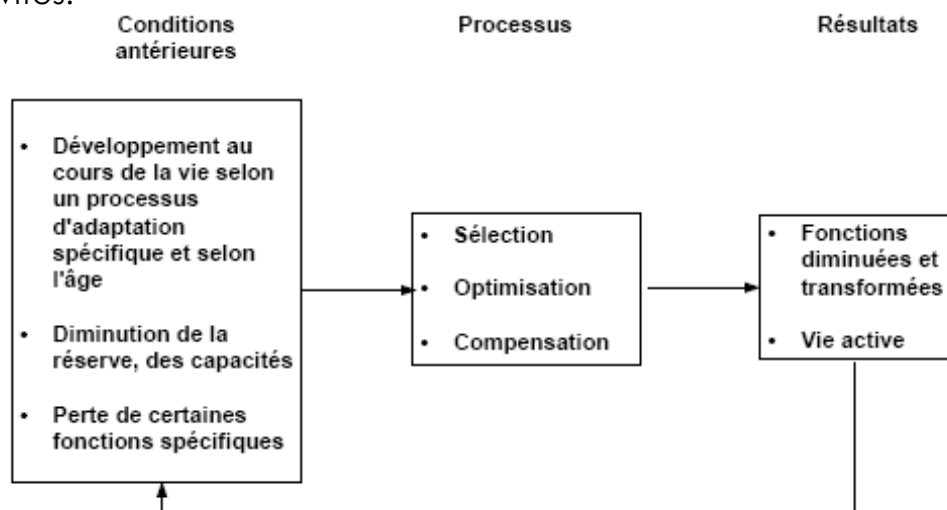 Conditions
antérieures
Processus
Résultats
• Développement au
cours de la vie selon
un processus
d'adaptation
spécifique et selon
l'âge
• Diminution de la
réserve, des capacités
• Perte de certaines
fonctions spécifiques
• Sélection
• Optimisation
• Compensation
• Fonctions
diminuées et
transformées
• Vie active